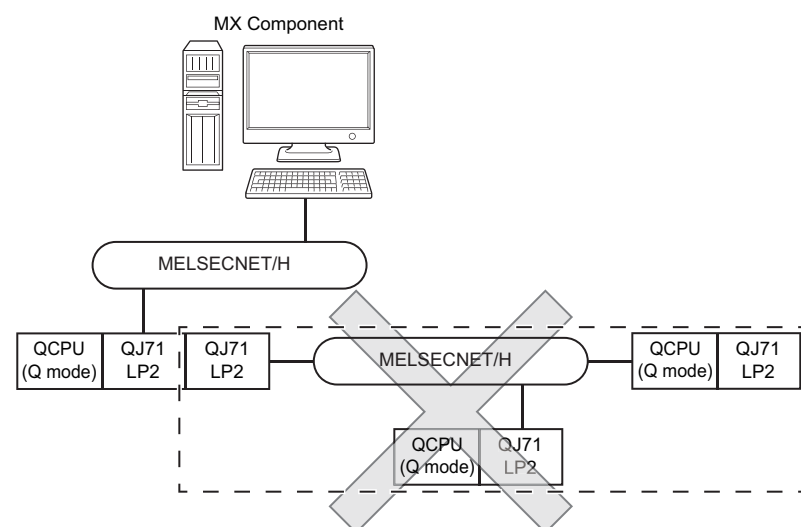 MX Component
MELSECNET/H
QCPU
(Q mode)
QJ71
LP2
QJ71
LP2
MELSECNET/H
QCPU
(Q mode)
QJ71
LP2
QCPU
(Q mode)
QJ71
LP2